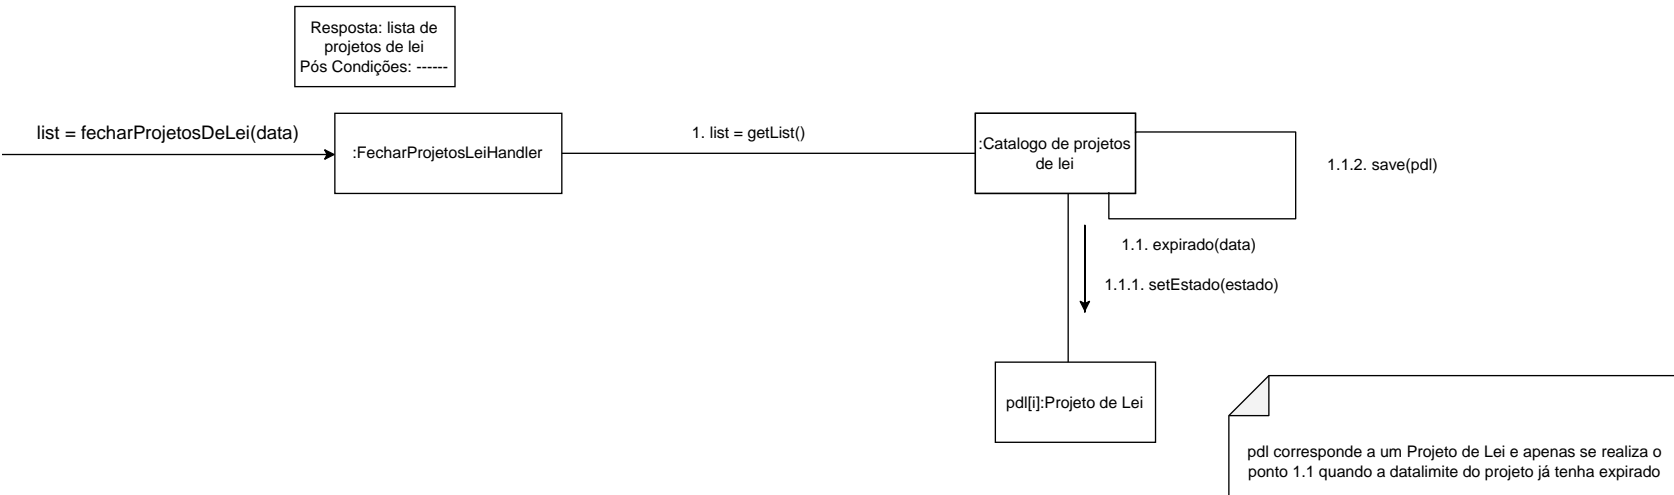 Resposta: lista de
projetos de lei
Pós Condições: ------
list = fecharProjetosDeLei(data)
:FecharProjetosLeiHandler
1. list = getList()
:Catalogo de projetos
de lei
1.1.2. save(pdl)
1.1. expirado(data)
1.1.1. setEstado(estado)
pdl[i]:Projeto de Lei
pdl corresponde a um Projeto de Lei e apenas se realiza o
ponto 1.1 quando a datalimite do projeto já tenha expirado